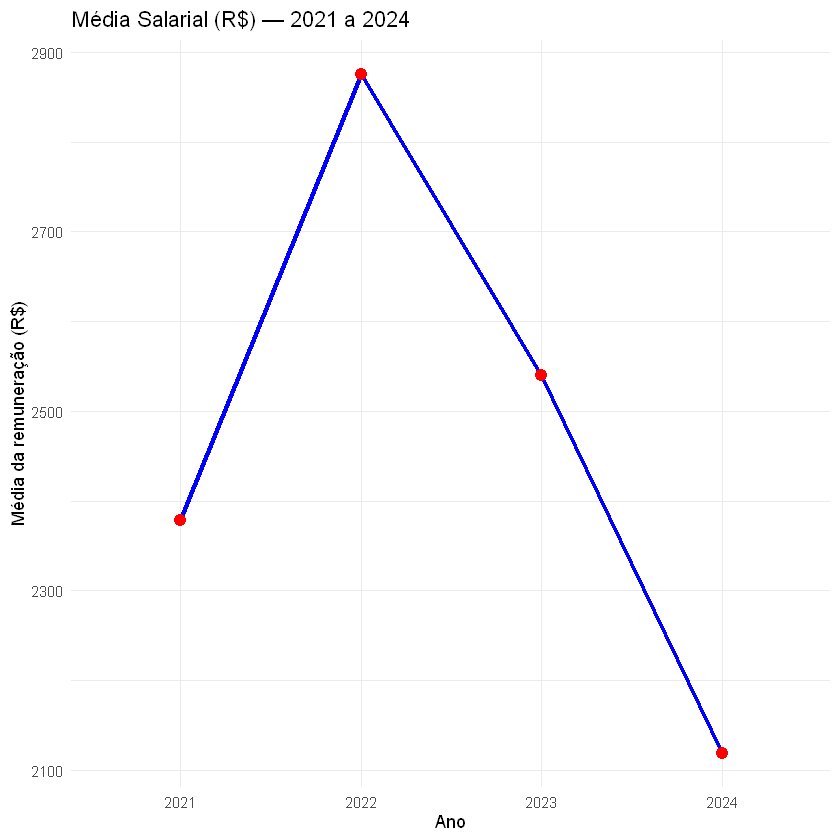 Média Salarial (R$) — 2021 a 2024
2900
2700
2500
2300
2100
Média da remuneração (R$)
2021 2022 2023 2024
Ano